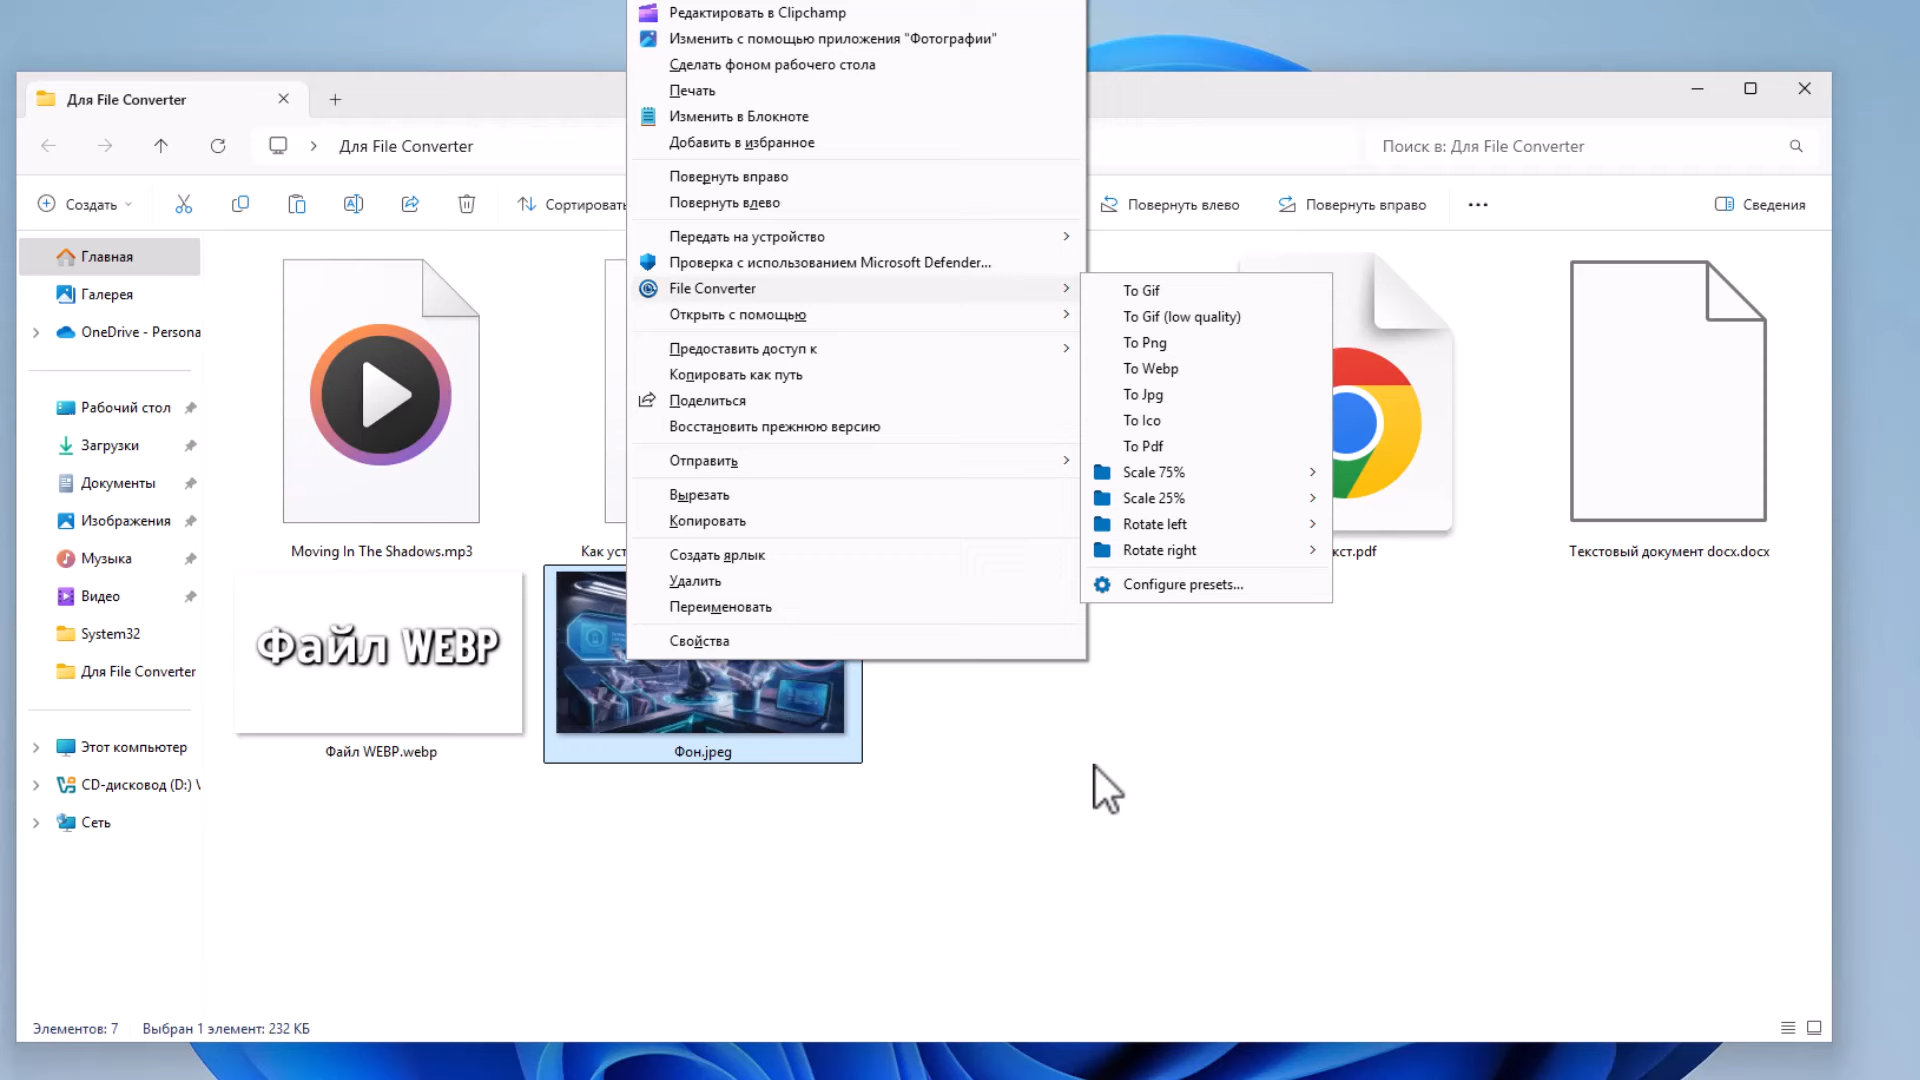 Редактировать в Clipchamp
Изменить с помощью приложения "Фотографии"
Сделать фоном рабочего стола
Печать
Изменить в Блокноте
Добавить в избранное
Повернуть вправо
Повернуть влево
Передать на устройство
Проверка с использованием Microsoft Defender...
File Converter
Открыть с помощью
Предоставить доступ к
Копировать как путь
Поделиться
Восстановить прежнюю версию
Отправить
Вырезать
Копировать
Создать ярлык
Удалить
Переименовать
Свойства
To Gif
To Gif (low quality)
To Png
To Webp
To Jpg
To Ico
To Pdf
Scale 75%
Scale 25%
Rotate left
Rotate right
Configure presets...
Для File Converter
Для File Converter
Поиск в: Для File Converter
Создать
Сортировать
Повернуть влево
Повернуть вправо
Сведения
Главная
Галерея
OneDrive - Persona
Рабочий стол
Загрузки
Документы
Изображения
Музыка
Видео
System32
Для File Converter
Этот компьютер
CD-дисковод (D:)
Сеть
Moving In The Shadows.mp3
Как уст
кст.pdf
Текстовый документ docx.docx
Файл WEBP
Файл WEBP.webp
Фон.jpeg
Элементов: 7
Выбран 1 элемент: 232 КБ